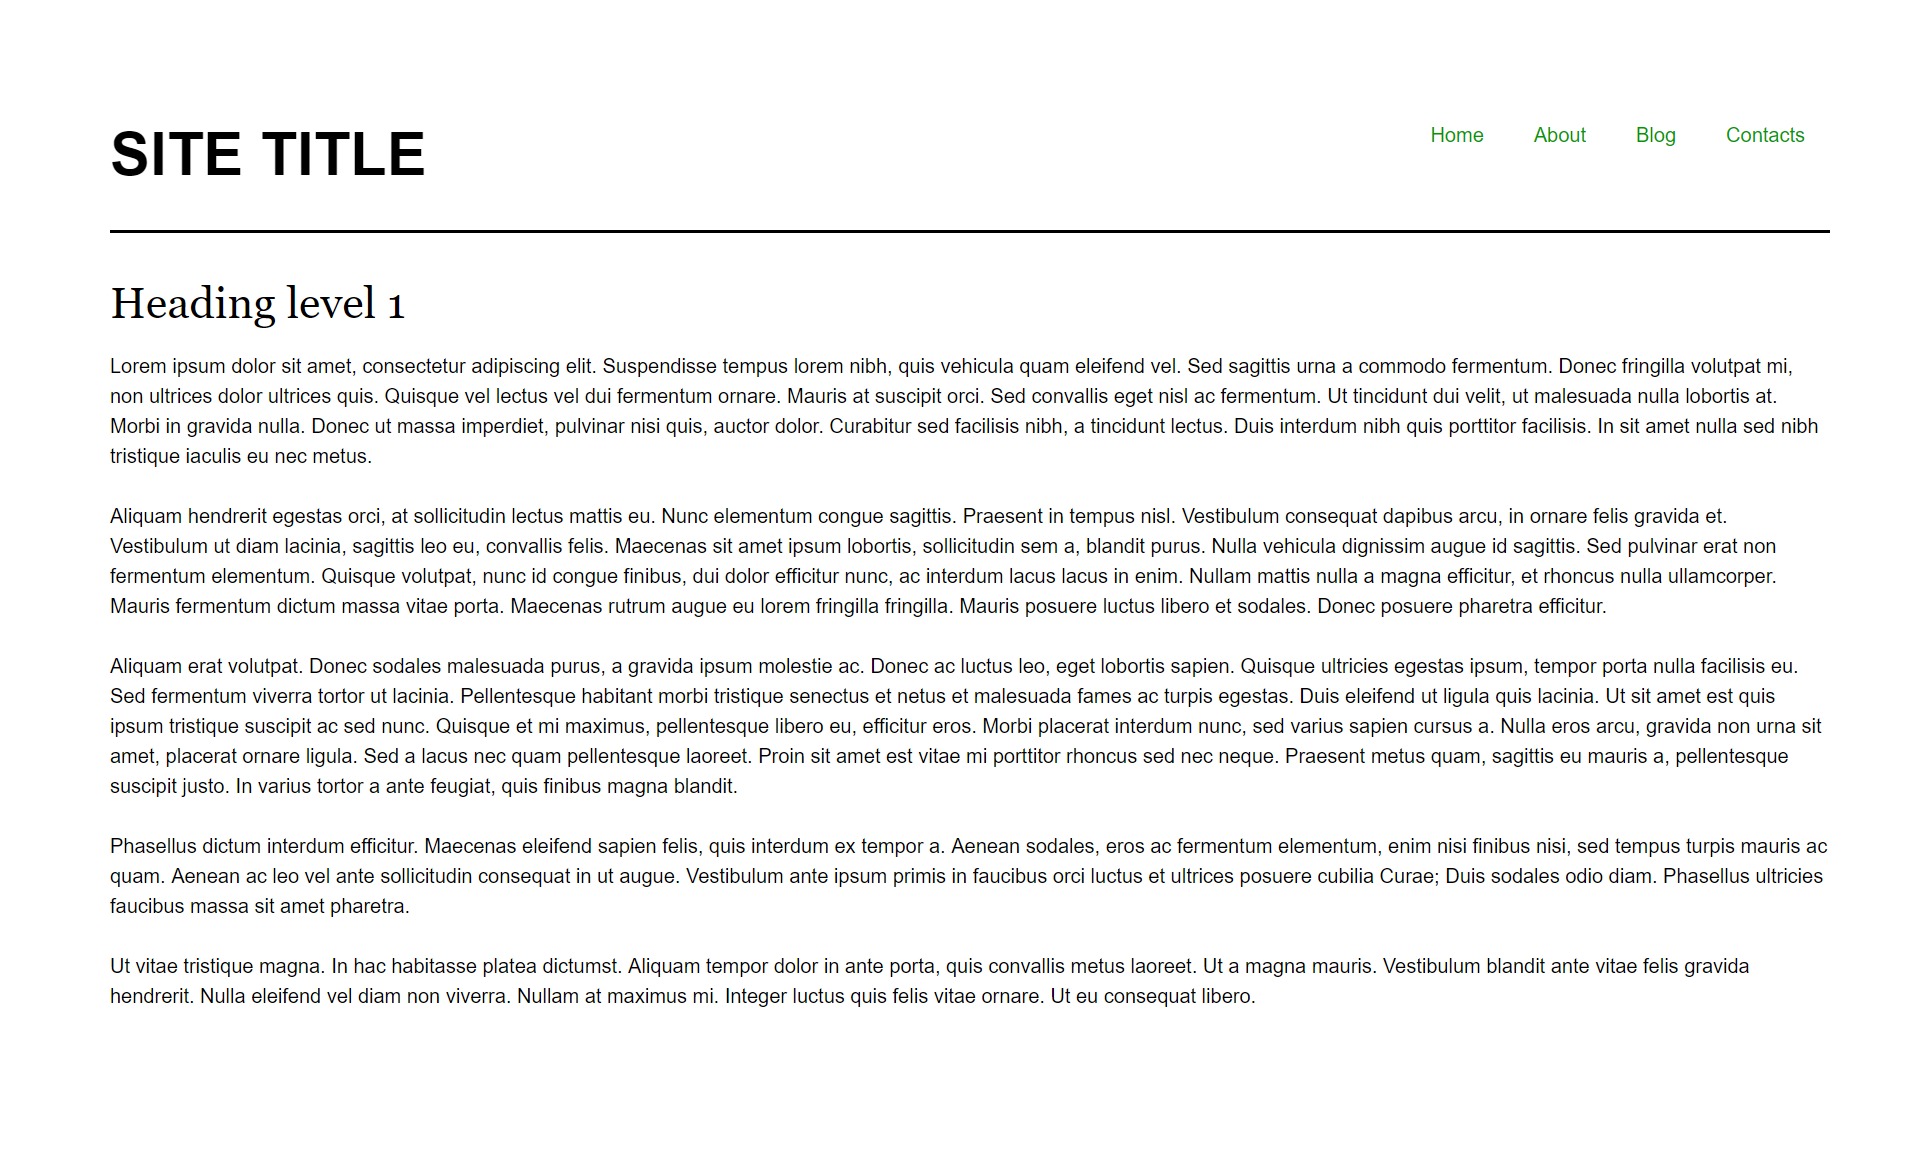 SITE TITLE
Home About Blog Contacts
Heading level 1
Lorem ipsum dolor sit amet, consectetur adipiscing elit. Suspendisse tempus lorem nibh, quis vehicula quam eleifend vel. Sed sagittis urna a commodo fermentum. Donec fringilla volutpat mi,
non ultrices dolor ultrices quis. Quisque vel lectus vel dui fermentum ornare. Mauris at suscipit orci. Sed convallis eget nisl ac fermentum. Ut tincidunt dui velit, ut malesuada nulla lobortis at.
Morbi in gravida nulla. Donec ut massa imperdiet, pulvinar nisi quis, auctor dolor. Curabitur sed facilisis nibh, a tincidunt lectus. Duis interdum nibh quis porttitor facilisis. In sit amet nulla sed nibh
tristique iaculis eu nec metus.
Aliquam hendrerit egestas orci, at sollicitudin lectus mattis eu. Nunc elementum congue sagittis. Praesent in tempus nisl. Vestibulum consequat dapibus arcu, in ornare felis gravida et.
Vestibulum ut diam lacinia, sagittis leo eu, convallis felis. Maecenas sit amet ipsum lobortis, sollicitudin sem a, blandit purus. Nulla vehicula dignissim augue id sagittis. Sed pulvinar erat non
fermentum elementum. Quisque volutpat, nunc id congue finibus, dui dolor efficitur nunc, ac interdum lacus lacus in enim. Nullam mattis nulla a magna efficitur, et rhoncus nulla ullamcorper.
Mauris fermentum dictum massa vitae porta. Maecenas rutrum augue eu lorem fringilla fringilla. Mauris posuere luctus libero et sodales. Donec posuere pharetra efficitur.
Aliquam erat volutpat. Donec sodales malesuada purus, a gravida ipsum molestie ac. Donec ac luctus leo, eget lobortis sapien. Quisque ultricies egestas ipsum, tempor porta nulla facilisis eu.
Sed fermentum viverra tortor ut lacinia. Pellentesque habitant morbi tristique senectus et netus et malesuada fames ac turpis egestas. Duis eleifend ut ligula quis lacinia. Ut sit amet est quis
ipsum tristique suscipit ac sed nunc. Quisque et mi maximus, pellentesque libero eu, efficitur eros. Morbi placerat interdum nunc, sed varius sapien cursus a. Nulla eros arcu, gravida non urna sit
amet, placerat ornare ligula. Sed a lacus nec quam pellentesque laoreet. Proin sit amet est vitae mi porttitor rhoncus sed nec neque. Praesent metus quam, sagittis eu mauris a, pellentesque
suscipit justo. In varius tortor a ante feugiat, quis finibus magna blandit.
Phasellus dictum interdum efficitur. Maecenas eleifend sapien felis, quis interdum ex tempor a. Aenean sodales, eros ac fermentum elementum, enim nisi finibus nisi, sed tempus turpis mauris ac
quam. Aenean ac leo vel ante sollicitudin consequat in ut augue. Vestibulum ante ipsum primis in faucibus orci luctus et ultrices posuere cubilia Curae; Duis sodales odio diam. Phasellus ultricies
faucibus massa sit amet pharetra.
Ut vitae tristique magna. In hac habitasse platea dictumst. Aliquam tempor dolor in ante porta, quis convallis metus laoreet. Ut a magna mauris. Vestibulum blandit ante vitae felis gravida
hendrerit. Nulla eleifend vel diam non viverra. Nullam at maximus mi. Integer luctus quis felis vitae ornare. Ut eu consequat libero.